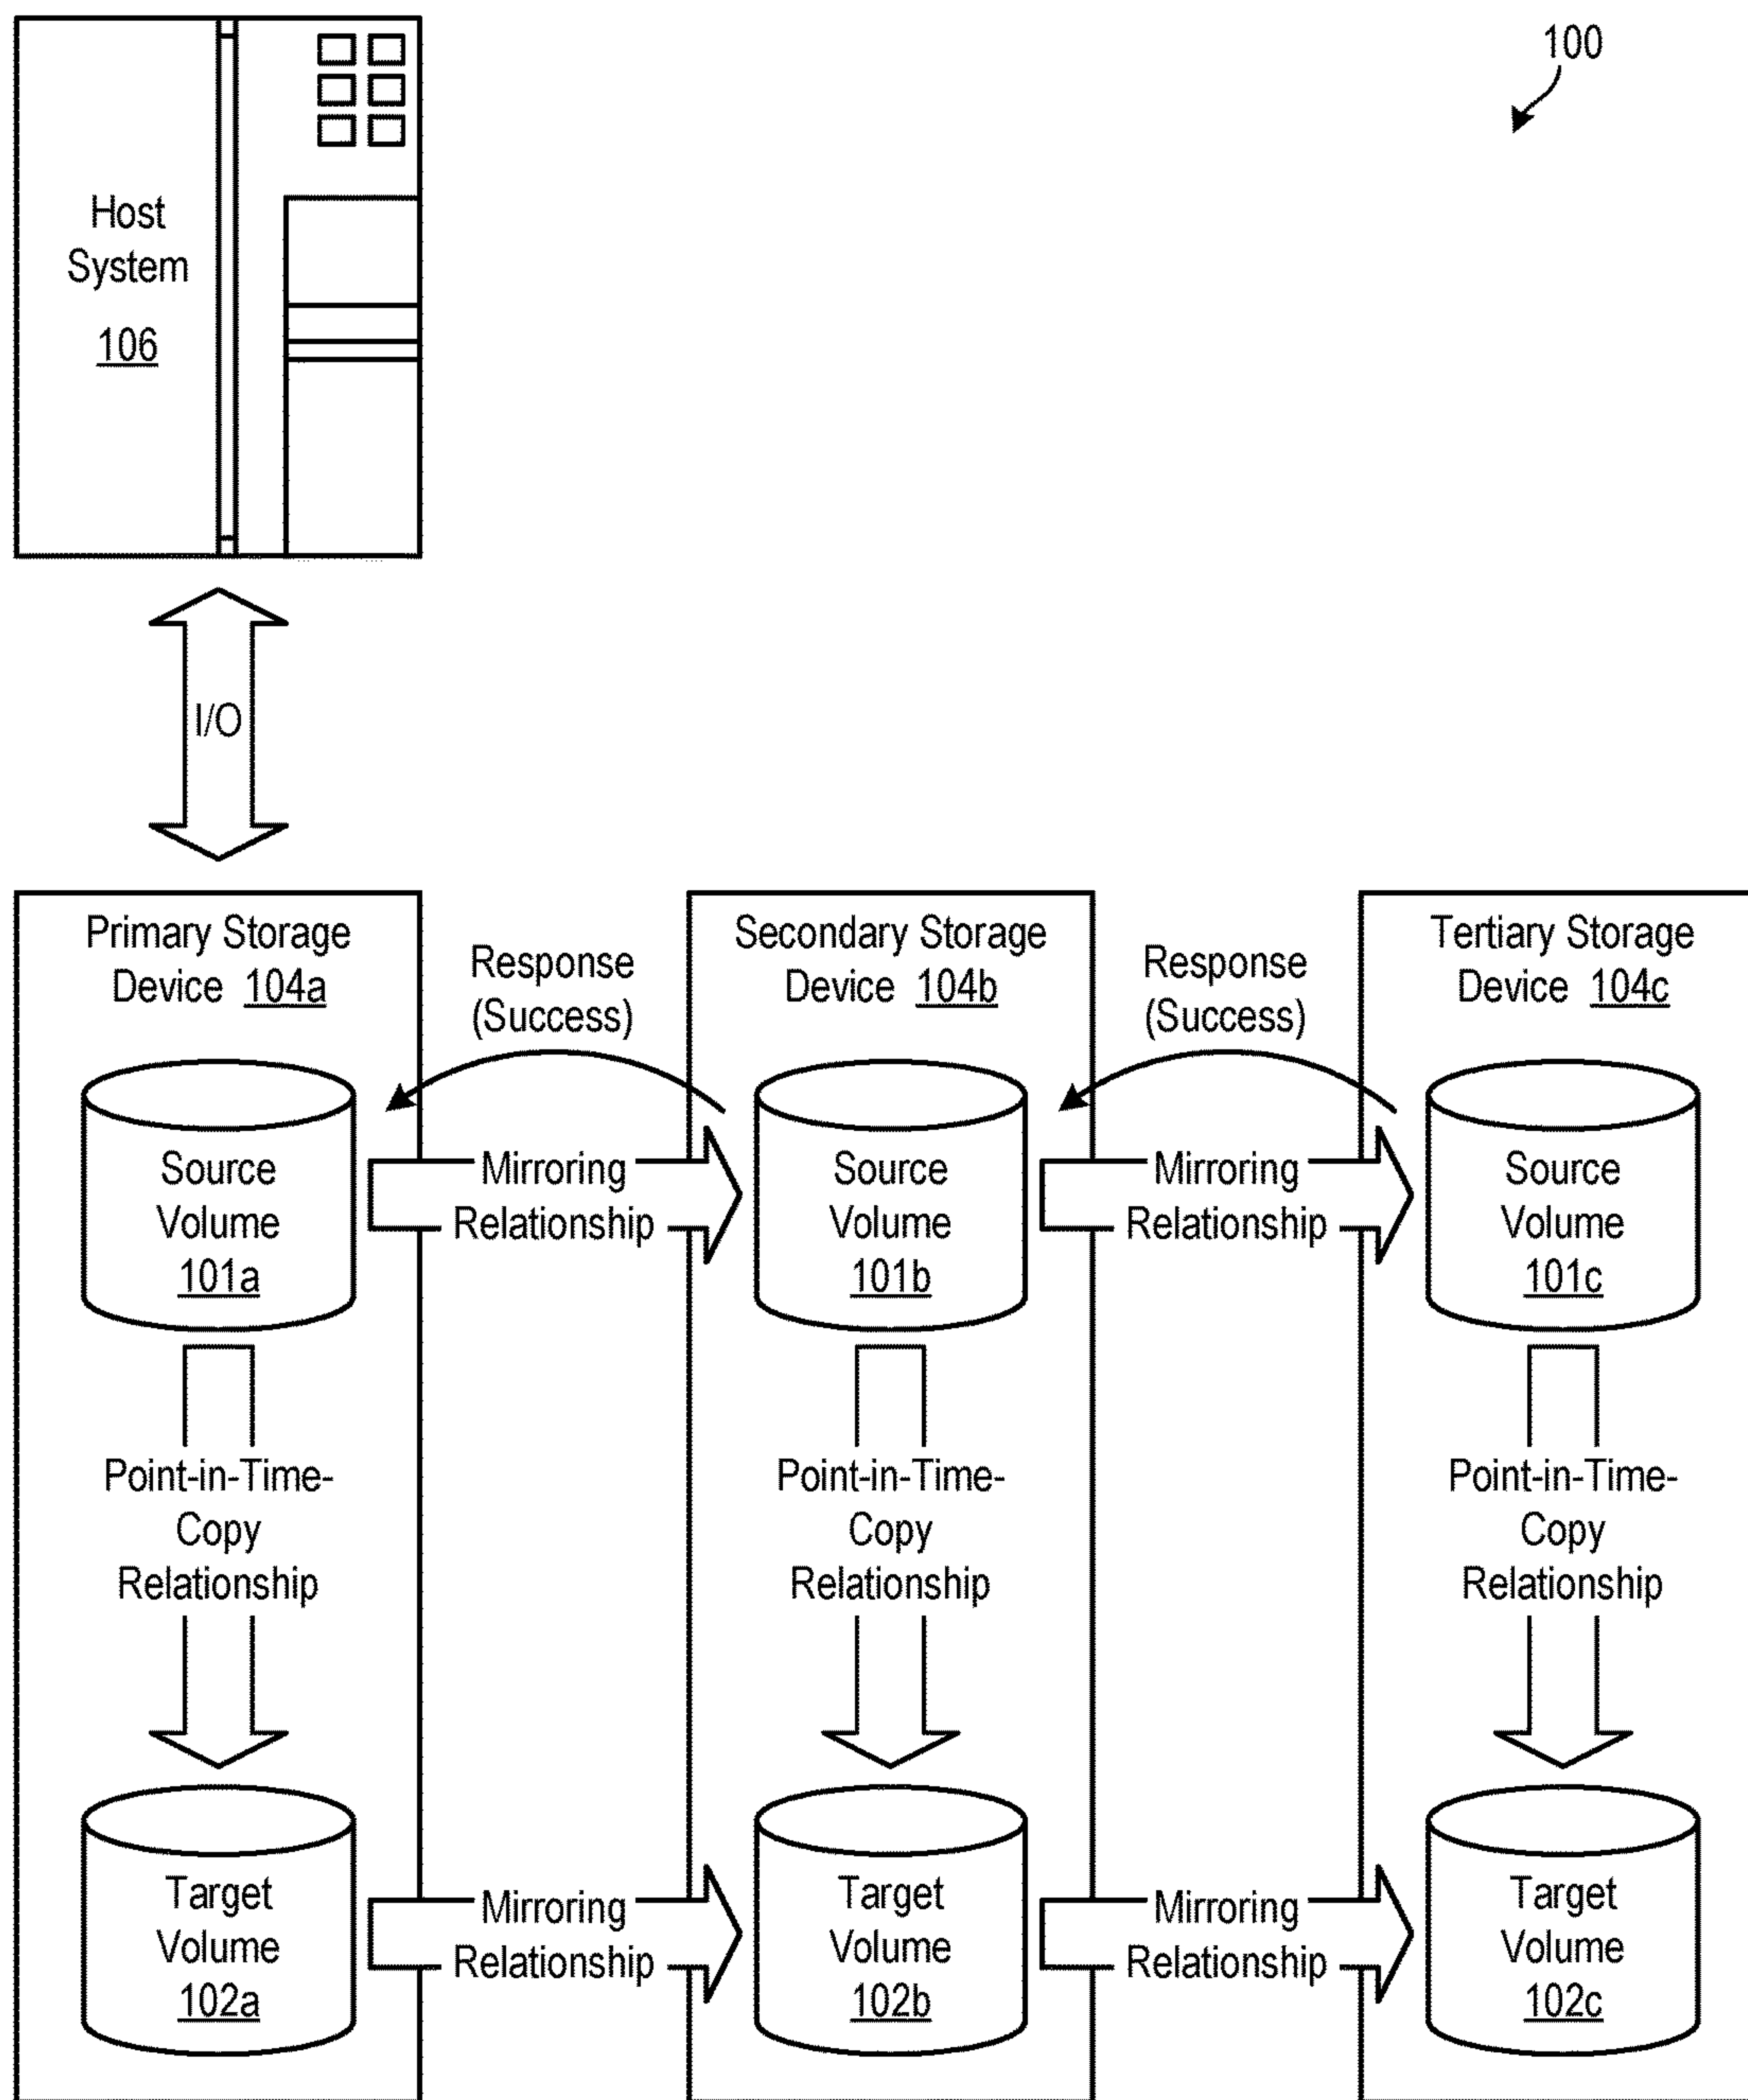 100
Host
System
106
I/O
Primary Storage
Device 104a
Response
(Success)
Secondary Storage
Device 104b
Response
(Success)
Tertiary Storage
Device 104c
Source
Volume
101a
Mirroring
Relationship
Source
Volume
101b
Mirroring
Relationship
Source
Volume
101c
Point-in-Time-
Copy
Relationship
Point-in-Time-
Copy
Relationship
Point-in-Time-
Copy
Relationship
Target
Volume
102a
Mirroring
Relationship
Target
Volume
102b
Mirroring
Relationship
Target
Volume
102c